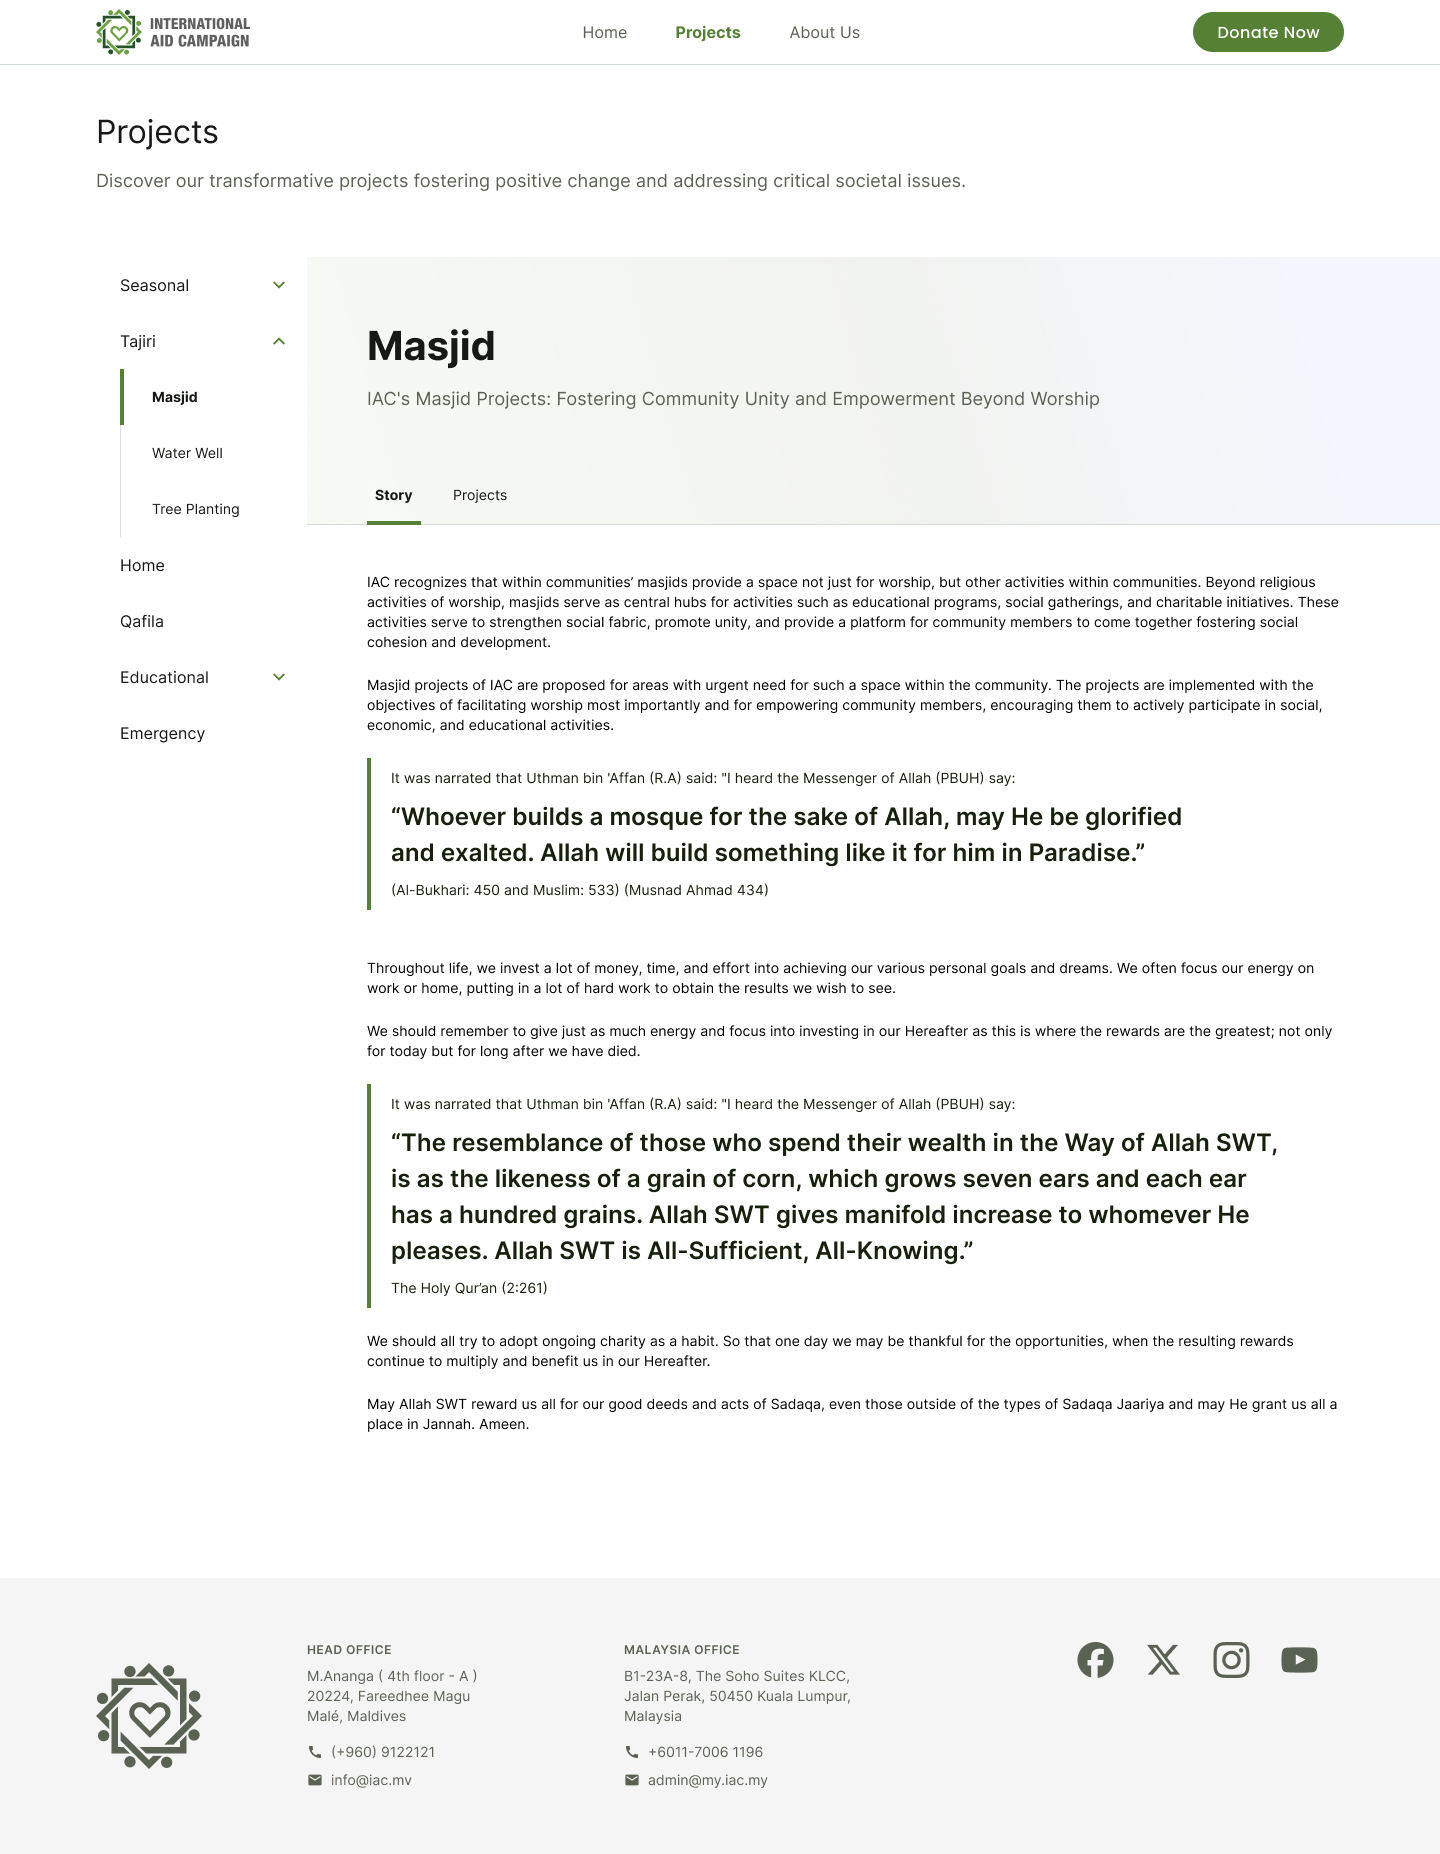 INTERNATIONAL
AID CAMPAIGN
Home
Projects
About Us
Donate Now
Projects
Discover our transformative projects fostering positive change and addressing critical societal issues.
Seasonal
Tajiri
Masjid
Water Well
Tree Planting
Home
Qafila
Educational
Emergency
Masjid
IAC's Masjid Projects: Fostering Community Unity and Empowerment Beyond Worship
Story
Projects
IAC recognizes that within communities’ masjids provide a space not just for worship, but other activities within communities. Beyond religious
activities of worship, masjids serve as central hubs for activities such as educational programs, social gatherings, and charitable initiatives. These
activities serve to strengthen social fabric, promote unity, and provide a platform for community members to come together fostering social
cohesion and development.
Masjid projects of IAC are proposed for areas with urgent need for such a space within the community. The projects are implemented with the
objectives of facilitating worship most importantly and for empowering community members, encouraging them to actively participate in social,
economic, and educational activities.
It was narrated that Uthman bin 'Affan (R.A) said: "I heard the Messenger of Allah (PBUH) say:
“Whoever builds a mosque for the sake of Allah, may He be glorified
and exalted. Allah will build something like it for him in Paradise.”
(Al-Bukhari: 450 and Muslim: 533) (Musnad Ahmad 434)
Throughout life, we invest a lot of money, time, and effort into achieving our various personal goals and dreams. We often focus our energy on
work or home, putting in a lot of hard work to obtain the results we wish to see.
We should remember to give just as much energy and focus into investing in our Hereafter as this is where the rewards are the greatest; not only
for today but for long after we have died.
It was narrated that Uthman bin 'Affan (R.A) said: "I heard the Messenger of Allah (PBUH) say:
“The resemblance of those who spend their wealth in the Way of Allah SWT,
is as the likeness of a grain of corn, which grows seven ears and each ear
has a hundred grains. Allah SWT gives manifold increase to whomever He
pleases. Allah SWT is All-Sufficient, All-Knowing.”
The Holy Qur’an (2:261)
We should all try to adopt ongoing charity as a habit. So that one day we may be thankful for the opportunities, when the resulting rewards
continue to multiply and benefit us in our Hereafter.
May Allah SWT reward us all for our good deeds and acts of Sadaqa, even those outside of the types of Sadaqa Jaariya and may He grant us all a
place in Jannah. Ameen.
HEAD OFFICE
M.Ananga ( 4th floor - A )
20224, Fareedhee Magu
Malé, Maldives
(+960) 9122121
info@iac.mv
MALAYSIA OFFICE
B1-23A-8, The Soho Suites KLCC,
Jalan Perak, 50450 Kuala Lumpur,
Malaysia
+6011-7006 1196
admin@my.iac.my